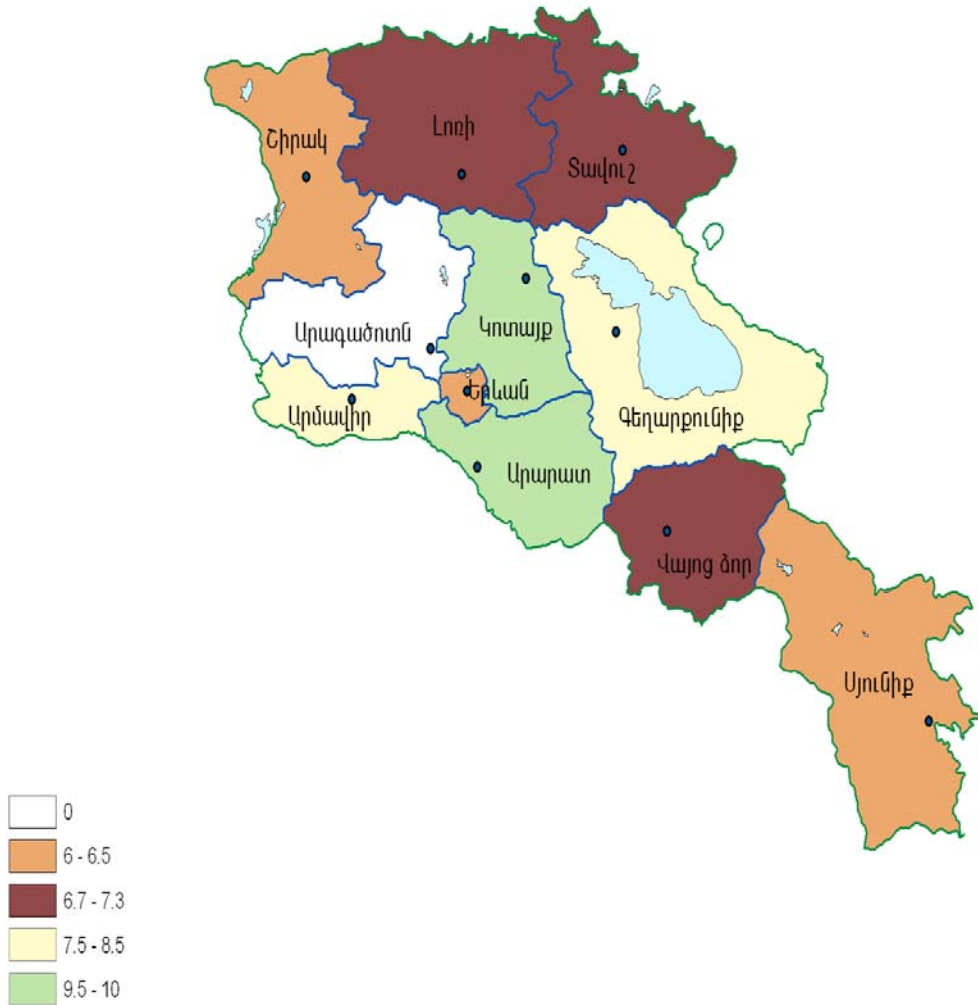 Լոռի
Շիրակ
Տավուշ
Արագածոտն
Կոտայք
Երևան
Արմավիր
Գեղարքունիք
Արարատ
Վայոց ձոր
Սյունիք
0
6 - 6.5
6.7 - 7.3
7.5 - 8.5
9.5 - 10